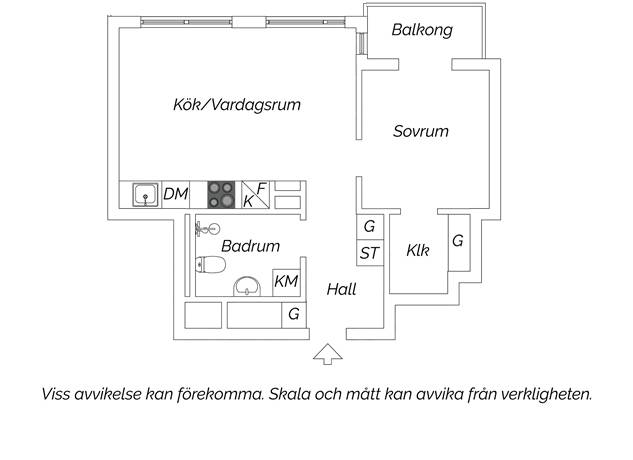 Balkong
Kök/Vardagsrum
Sovrum
DM
K F
G
ST
Klk
G
Badrum
KM
Hall
G
Viss avvikelse kan förekomma. Skala och mått kan avvika från verkligheten.